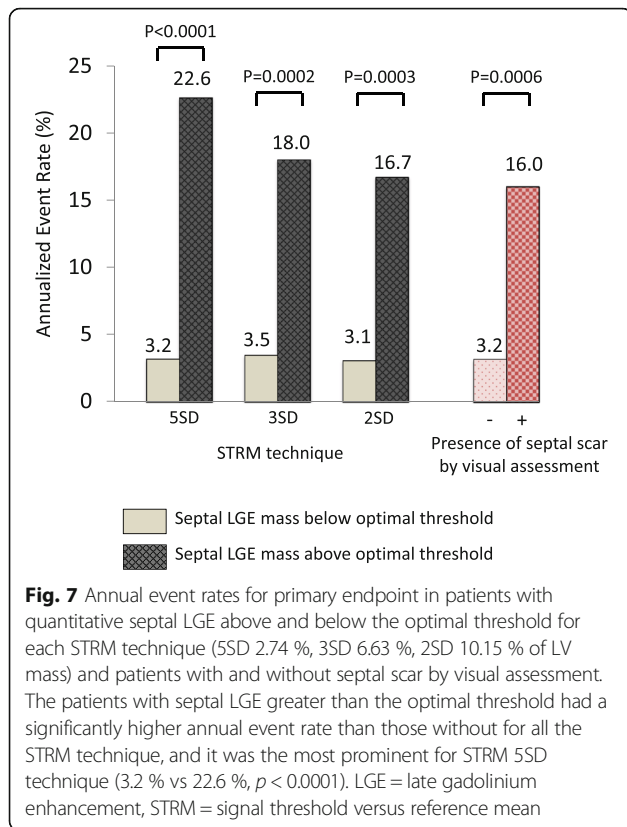 P<0.0001
25
22.6
P=0.0002
P=0.0003
P=0.0006
20
18.0
16.7
16.0
15
10
5
3.2
3.5
3.1
3.2
0
Annualized Event Rate (%)
5SD
3SD
2SD
- +
STRM technique
Presence of septal scar
by visual assessment
Septal LGE mass below optimal threshold
Septal LGE mass above optimal threshold
Fig. 7 Annual event rates for primary endpoint in patients with
quantitative septal LGE above and below the optimal threshold for
each STRM technique (5SD 2.74 %, 3SD 6.63 %, 2SD 10.15 % of LV
mass) and patients with and without septal scar by visual assessment.
The patients with septal LGE greater than the optimal threshold had a
significantly higher annual event rate than those without for all the
STRM technique, and it was the most prominent for STRM 5SD
technique (3.2 % vs 22.6 %, p < 0.0001). LGE = late gadolinium
enhancement, STRM = signal threshold versus reference mean